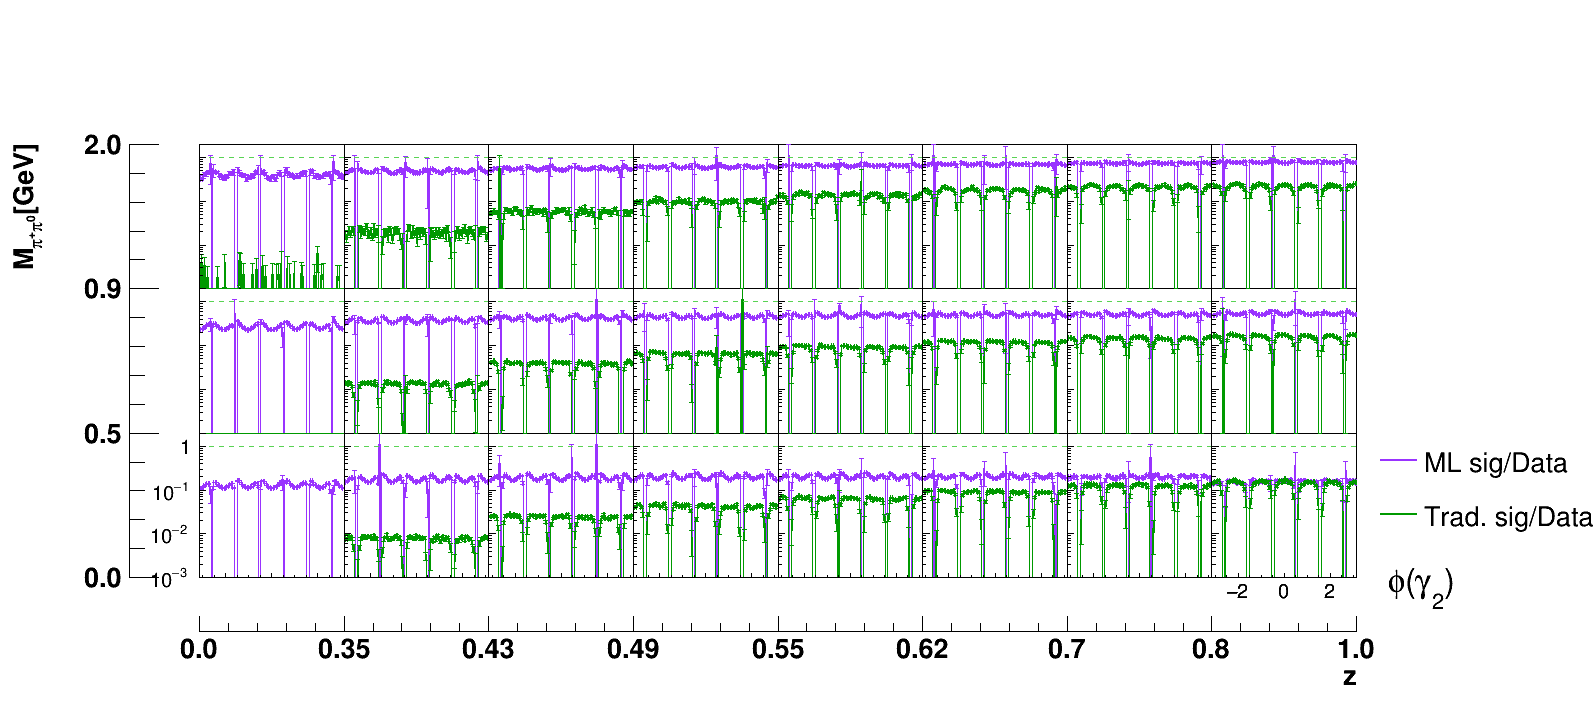 M π⁺π⁰ [GeV]
2.0
0.9
0.5
0.0
1
10⁻¹
10⁻²
10⁻³
ML sig/Data
Trad. sig/Data
−2 0 2
ϕ(γ₂)
0.0 0.35 0.43 0.49 0.55 0.62 0.7 0.8 1.0
z